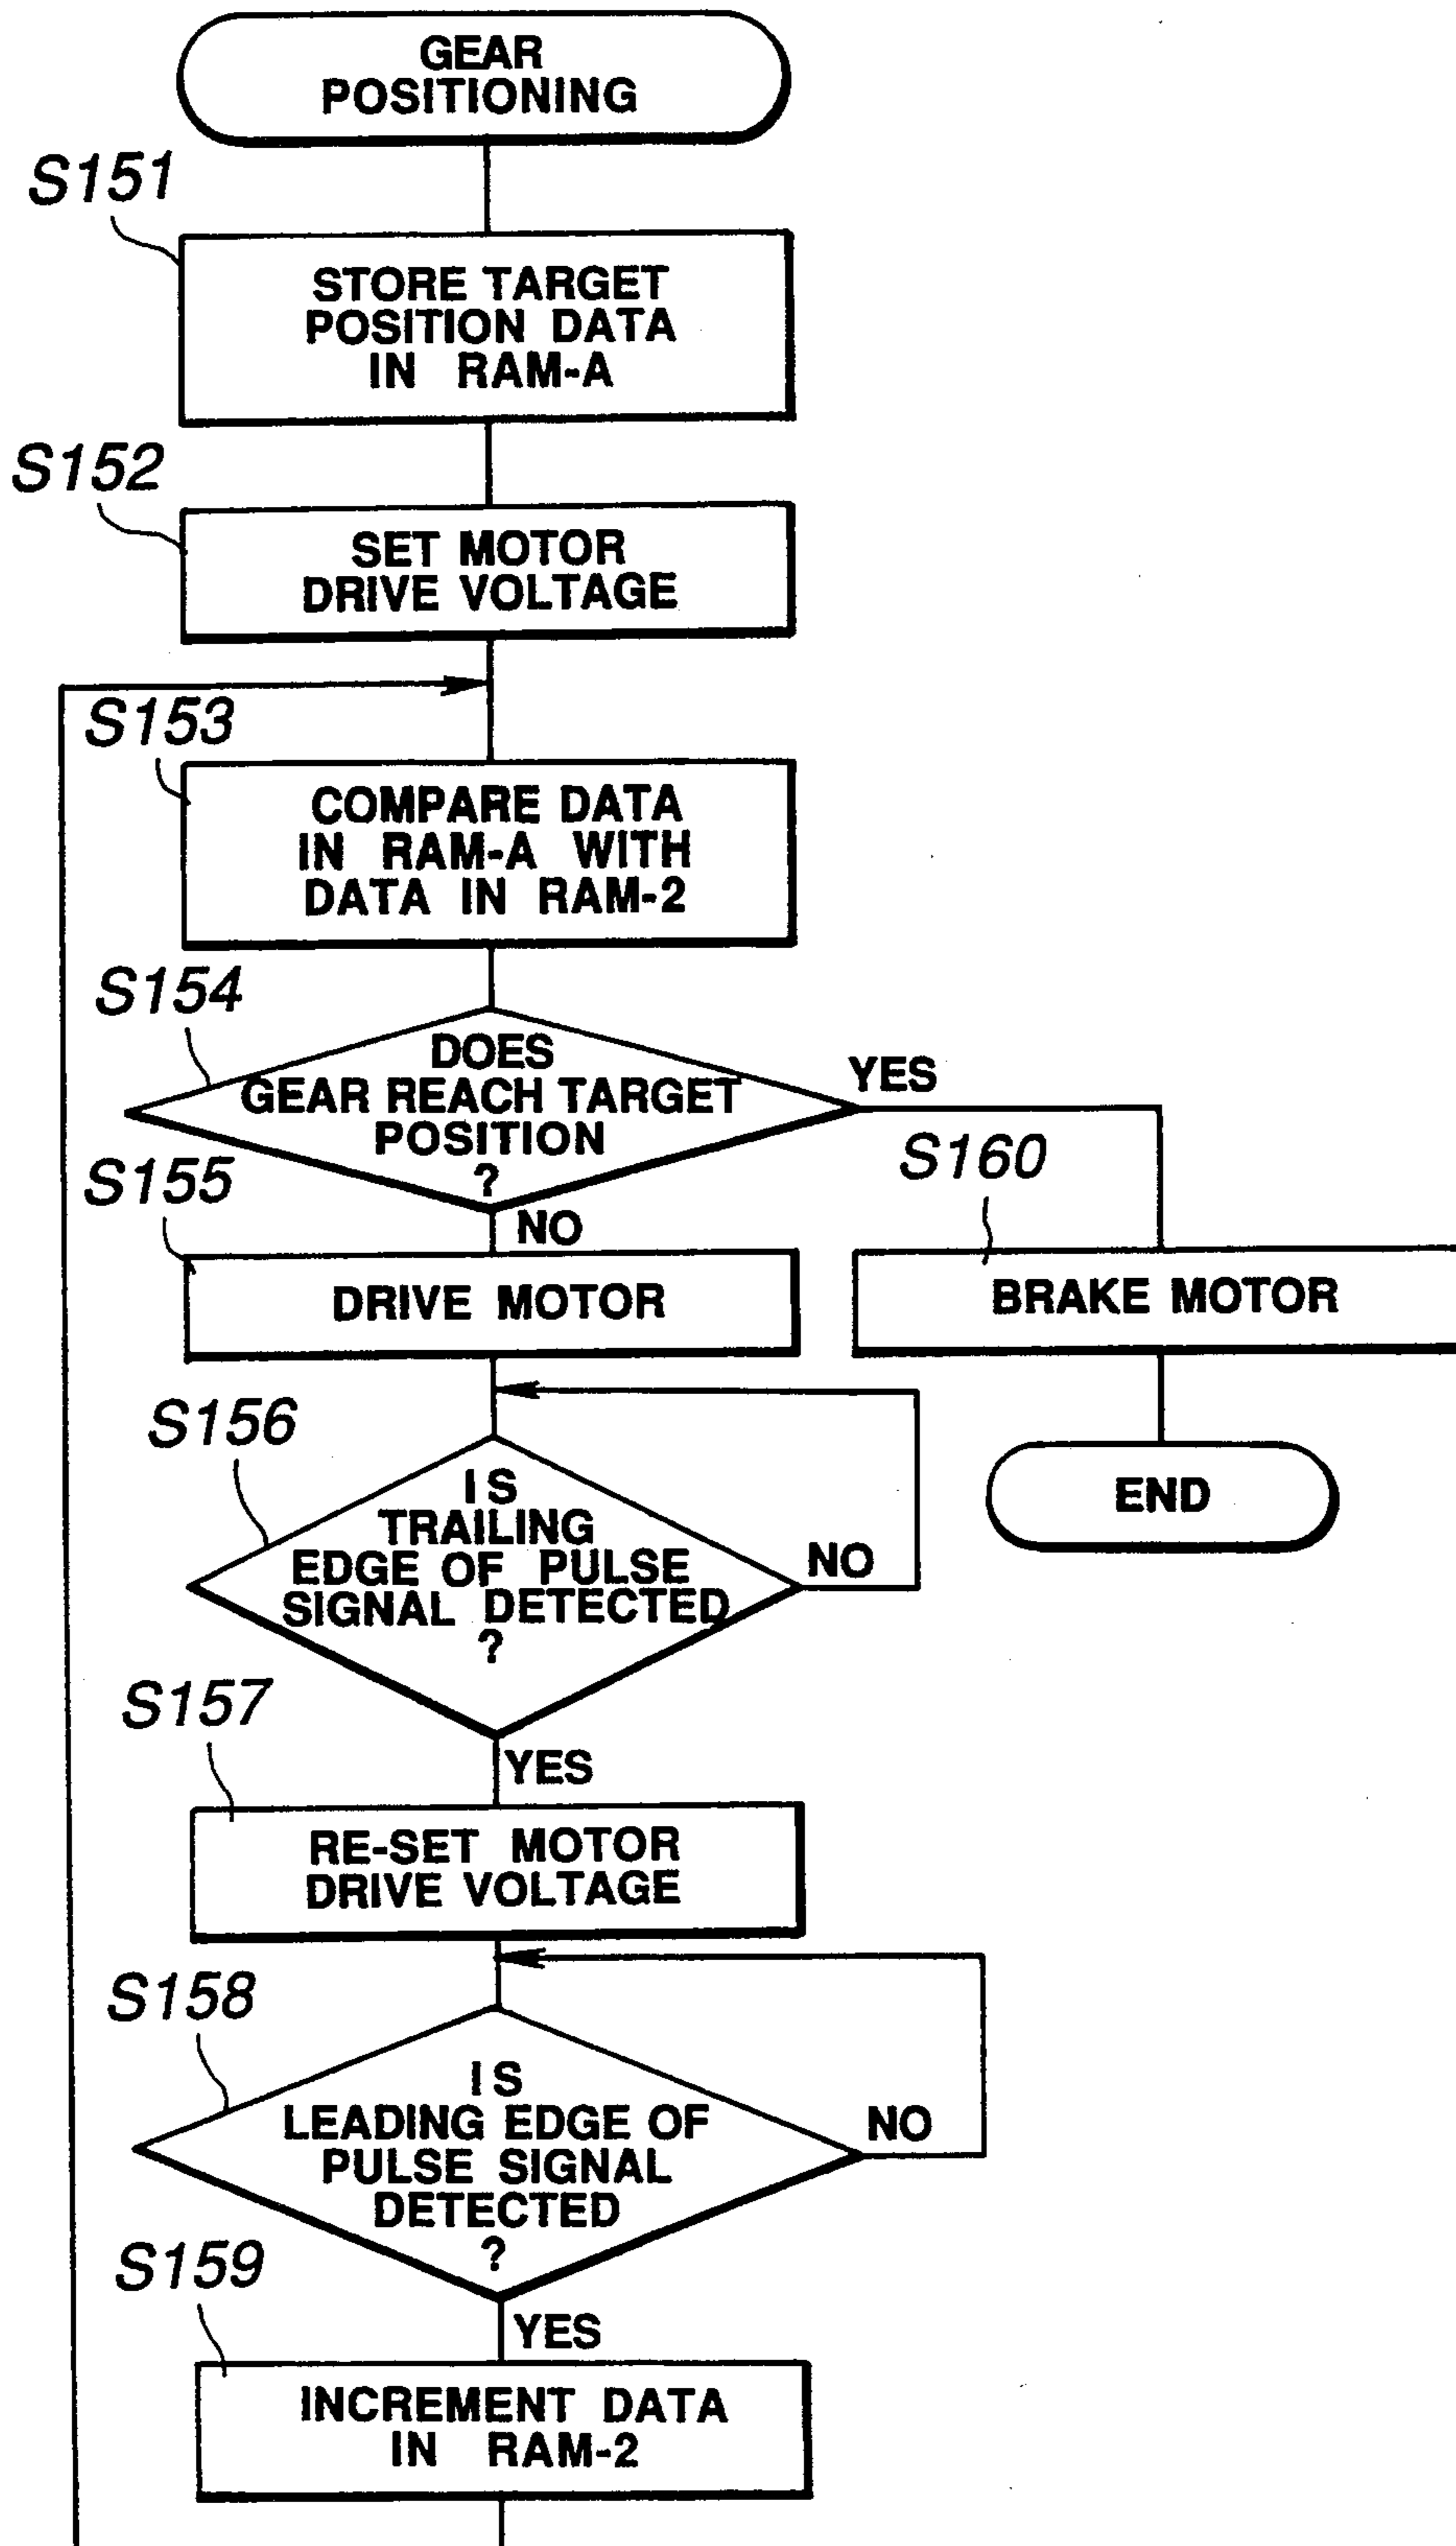 GEAR
POSITIONING
S151
STORE TARGET
POSITION DATA
IN RAM-A
S152
SET MOTOR
DRIVE VOLTAGE
S153
COMPARE DATA
IN RAM-A WITH
DATA IN RAM-2
S154
DOES
GEAR REACH TARGET
POSITION
?
YES
S160
S155
NO
DRIVE MOTOR
BRAKE MOTOR
S156
IS
TRAILING
EDGE OF PULSE
SIGNAL DETECTED
?
NO
END
S157
YES
RE-SET MOTOR
DRIVE VOLTAGE
S158
IS
LEADING EDGE OF
PULSE SIGNAL
DETECTED
?
NO
S159
YES
INCREMENT DATA
IN RAM-2